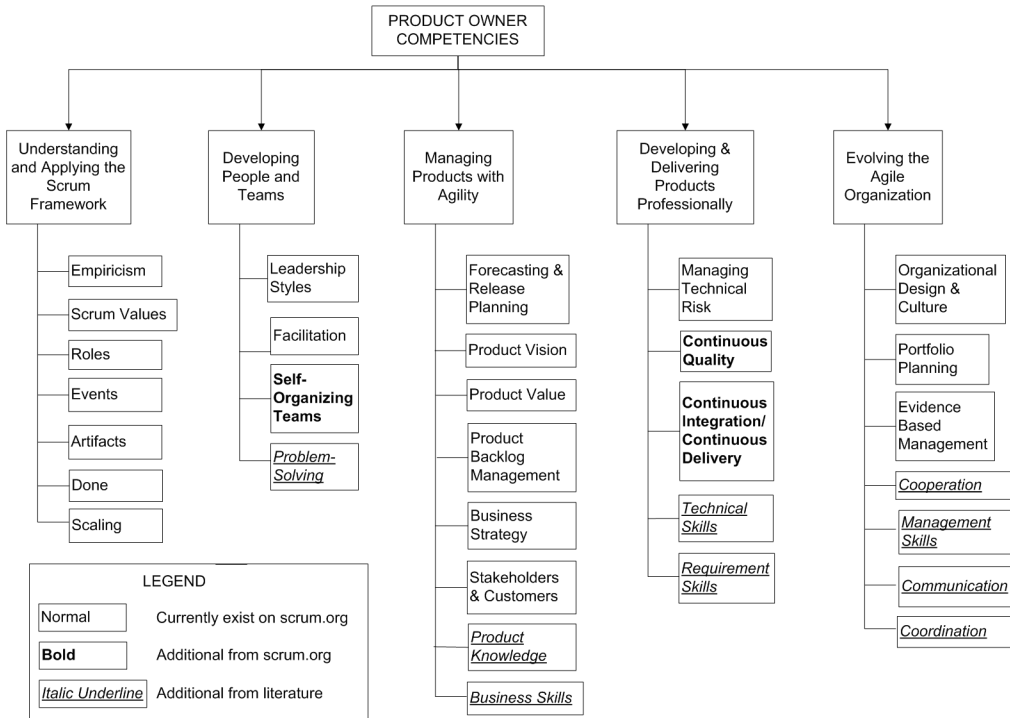 PRODUCT OWNER
COMPETENCIES
Understanding
and Applying the
Scrum
Framework
Empiricism
Scrum Values
Roles
Events
Artifacts
Done
Scaling
Developing
People and
Teams
Leadership
Styles
Facilitation
Self-
Organizing
Teams
Problem-
Solving
Managing
Products with
Agility
Forecasting &
Release
Planning
Product Vision
Product Value
Product
Backlog
Management
Business
Strategy
Stakeholders
& Customers
Product
Knowledge
Business Skills
Developing &
Delivering
Products
Professionally
Managing
Technical
Risk
Continuous
Quality
Continuous
Integration/
Continuous
Delivery
Technical
Skills
Requirement
Skills
Evolving the
Agile
Organization
Organizational
Design &
Culture
Portfolio
Planning
Evidence
Based
Management
Cooperation
Management
Skills
Communication
Coordination
LEGEND
Normal Currently exist on scrum.org
Bold Additional from scrum.org
Italic Underline Additional from literature